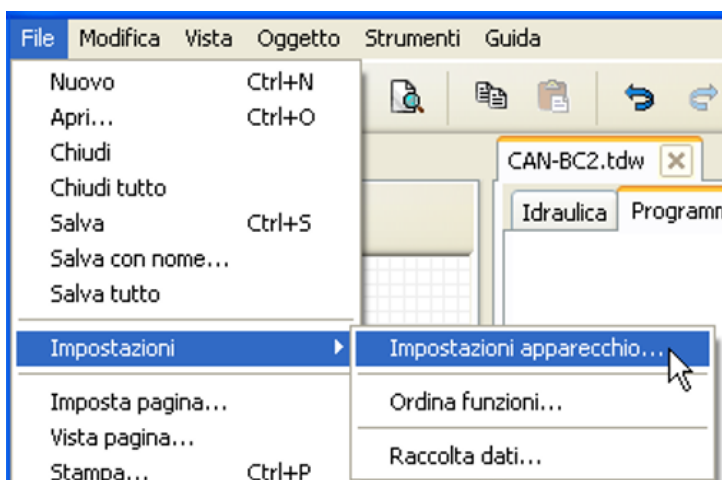 File Modifica Vista Oggetto Strumenti Guida
Nuovo Ctrl+N
Apri... Ctrl+O
Chiudi
Chiudi tutto
Salva Ctrl+S
Salva con nome...
Salva tutto
Impostazioni
Imposta pagina...
Vista pagina...
Stampa... Ctrl+P
CAN-BC2.tdw
Idraulica Programm
Impostazioni apparecchio...
Ordina funzioni...
Raccolta dati...